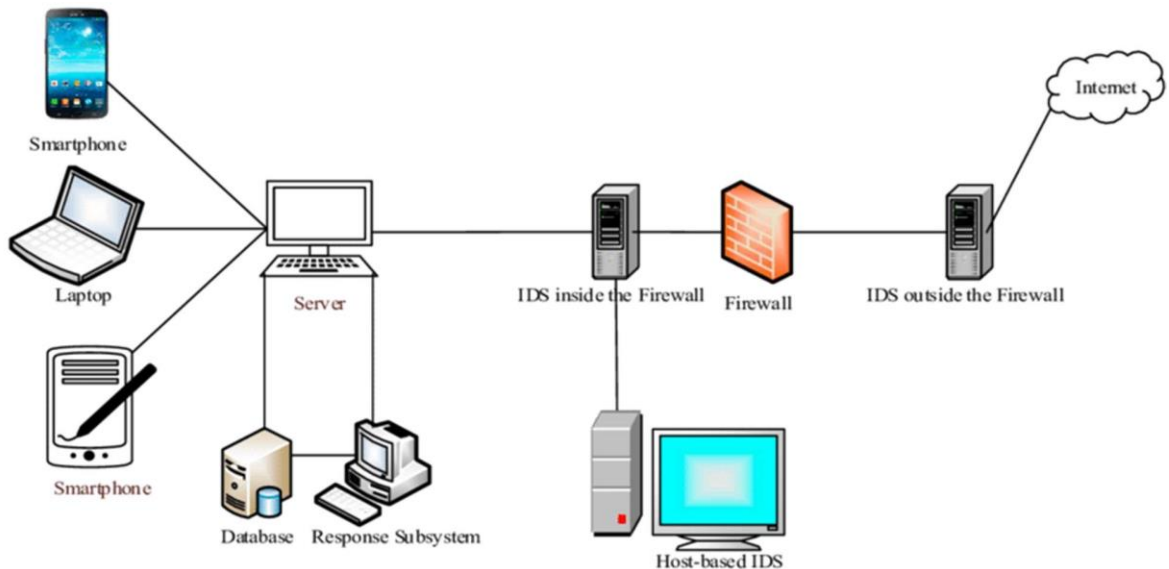 Internet
Smartphone
Laptop
Server
IDS inside the Firewall
Firewall
IDS outside the Firewall
Smartphone
Database
Response Subsystem
Host-based IDS